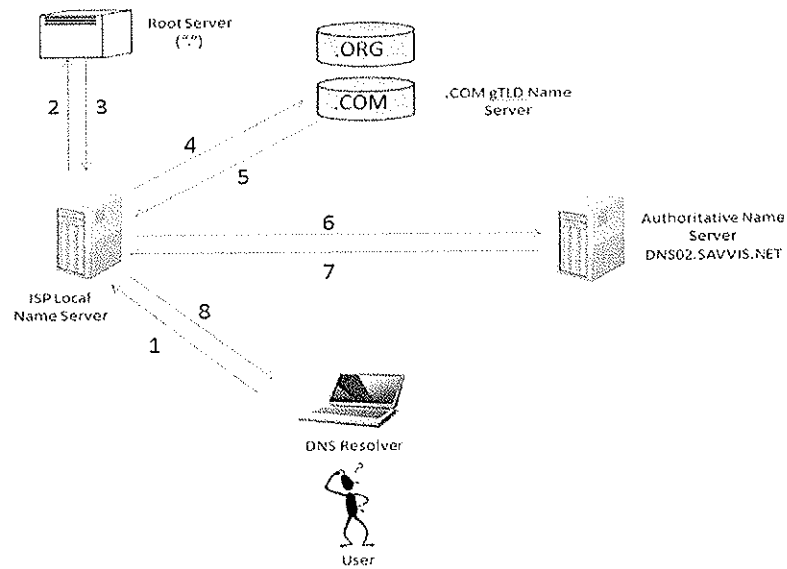 Root Server
(".")
.ORG
.COM
.COM gTLD Name
Server
2
3
4
5
6
7
Authoritative Name
Server
DNS02.SAVVIS.NET
ISP Local
Name Server
8
1
DNS Resolver
?
User